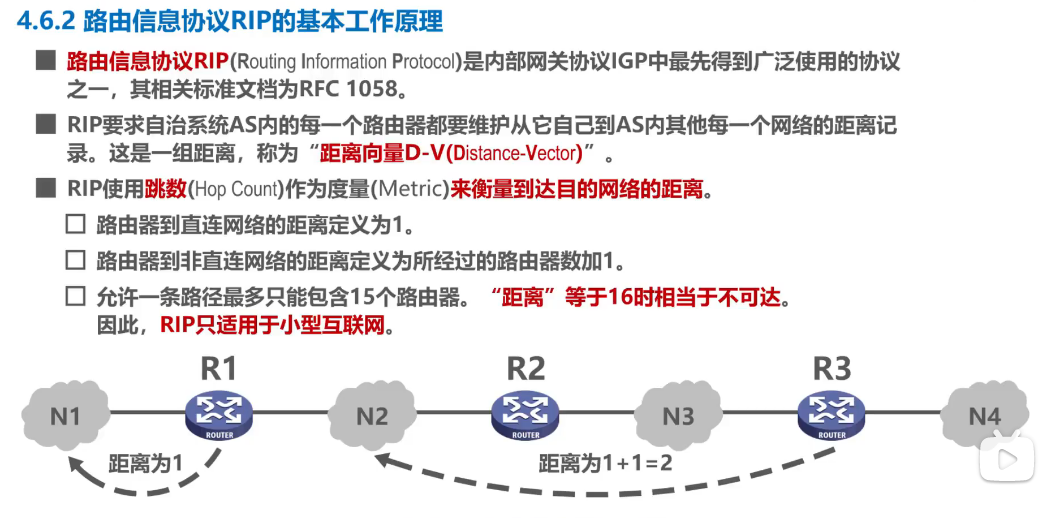 4.6.2 路由信息协议RIP的基本工作原理
路由信息协议RIP(Routing Information Protocol)是内部网关协议IGP中最先得到广泛使用的协议
之一，其相关标准文档为RFC 1058。
RIP要求自治系统AS内的每一个路由器都要维护从它自己到AS内其他每一个网络的距离记
录。这是一组距离，称为“距离向量D-V(Distance-Vector)”。
RIP使用跳数(Hop Count)作为度量(Metric)来衡量到达目的网络的距离。
路由器到直连网络的距离定义为1。
路由器到非直连网络的距离定义为所经过的路由器数加1。
允许一条路径最多只能包含15个路由器。“距离”等于16时相当于不可达。
因此，RIP只适用于小型互联网。
R1 R2 R3
N1 N2 N3 N4
ROUTER ROUTER ROUTER
距离为1 距离为1+1=2